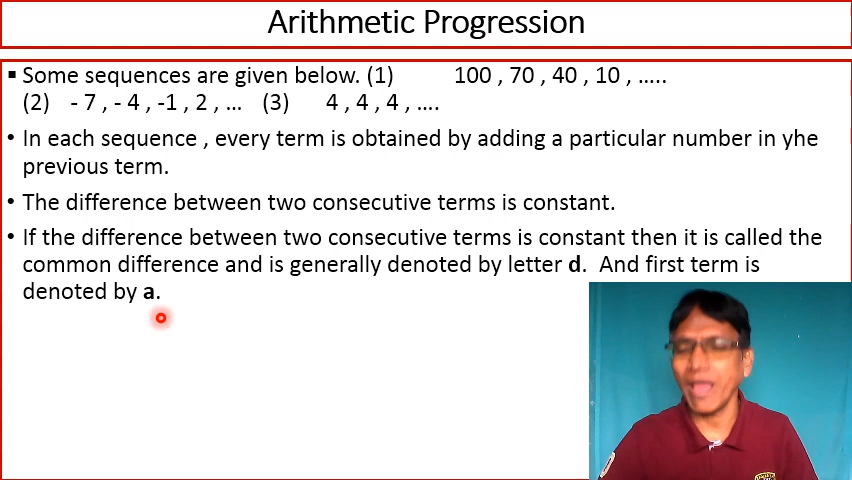 Arithmetic Progression
▪ Some sequences are given below. (1) 100 , 70 , 40 , 10 , .....
(2) - 7 , - 4 , -1 , 2 , ... (3) 4 , 4 , 4 , ....
• In each sequence , every term is obtained by adding a particular number in yhe
previous term.
• The difference between two consecutive terms is constant.
• If the difference between two consecutive terms is constant then it is called the
common difference and is generally denoted by letter d. And first term is
denoted by a.